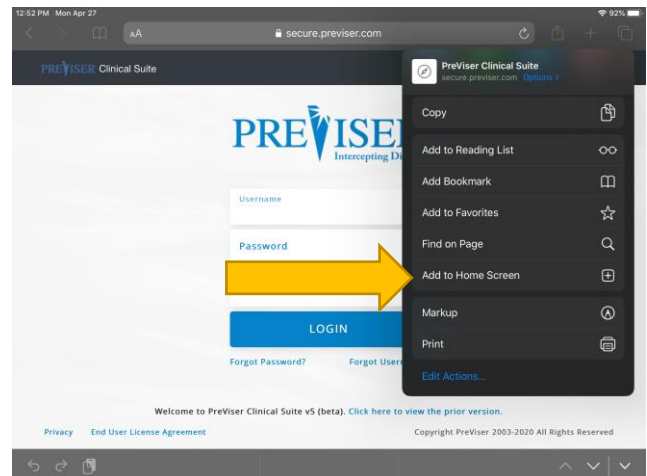 12:52 PM Mon Apr 27
92%
AA
secure.previser.com
PREVISER Clinical Suite
PreViser Clinical Suite
secure.previser.com Options >
Copy
Add to Reading List
Add Bookmark
Add to Favorites
Find on Page
Add to Home Screen
Markup
Print
Edit Actions...
PREVISER
Intercepting Di
Username
Password
LOGIN
Forgot Password? Forgot User
Welcome to PreViser Clinical Suite v5 (beta). Click here to view the prior version.
Privacy End User License Agreement
Copyright PreViser 2003-2020 All Rights Reserved